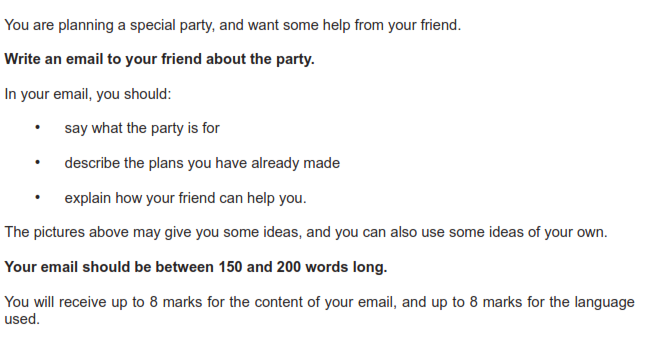 You are planning a special party, and want some help from your friend.
Write an email to your friend about the party.
In your email, you should:
• say what the party is for
• describe the plans you have already made
• explain how your friend can help you.
The pictures above may give you some ideas, and you can also use some ideas of your own.
Your email should be between 150 and 200 words long.
You will receive up to 8 marks for the content of your email, and up to 8 marks for the language
used.